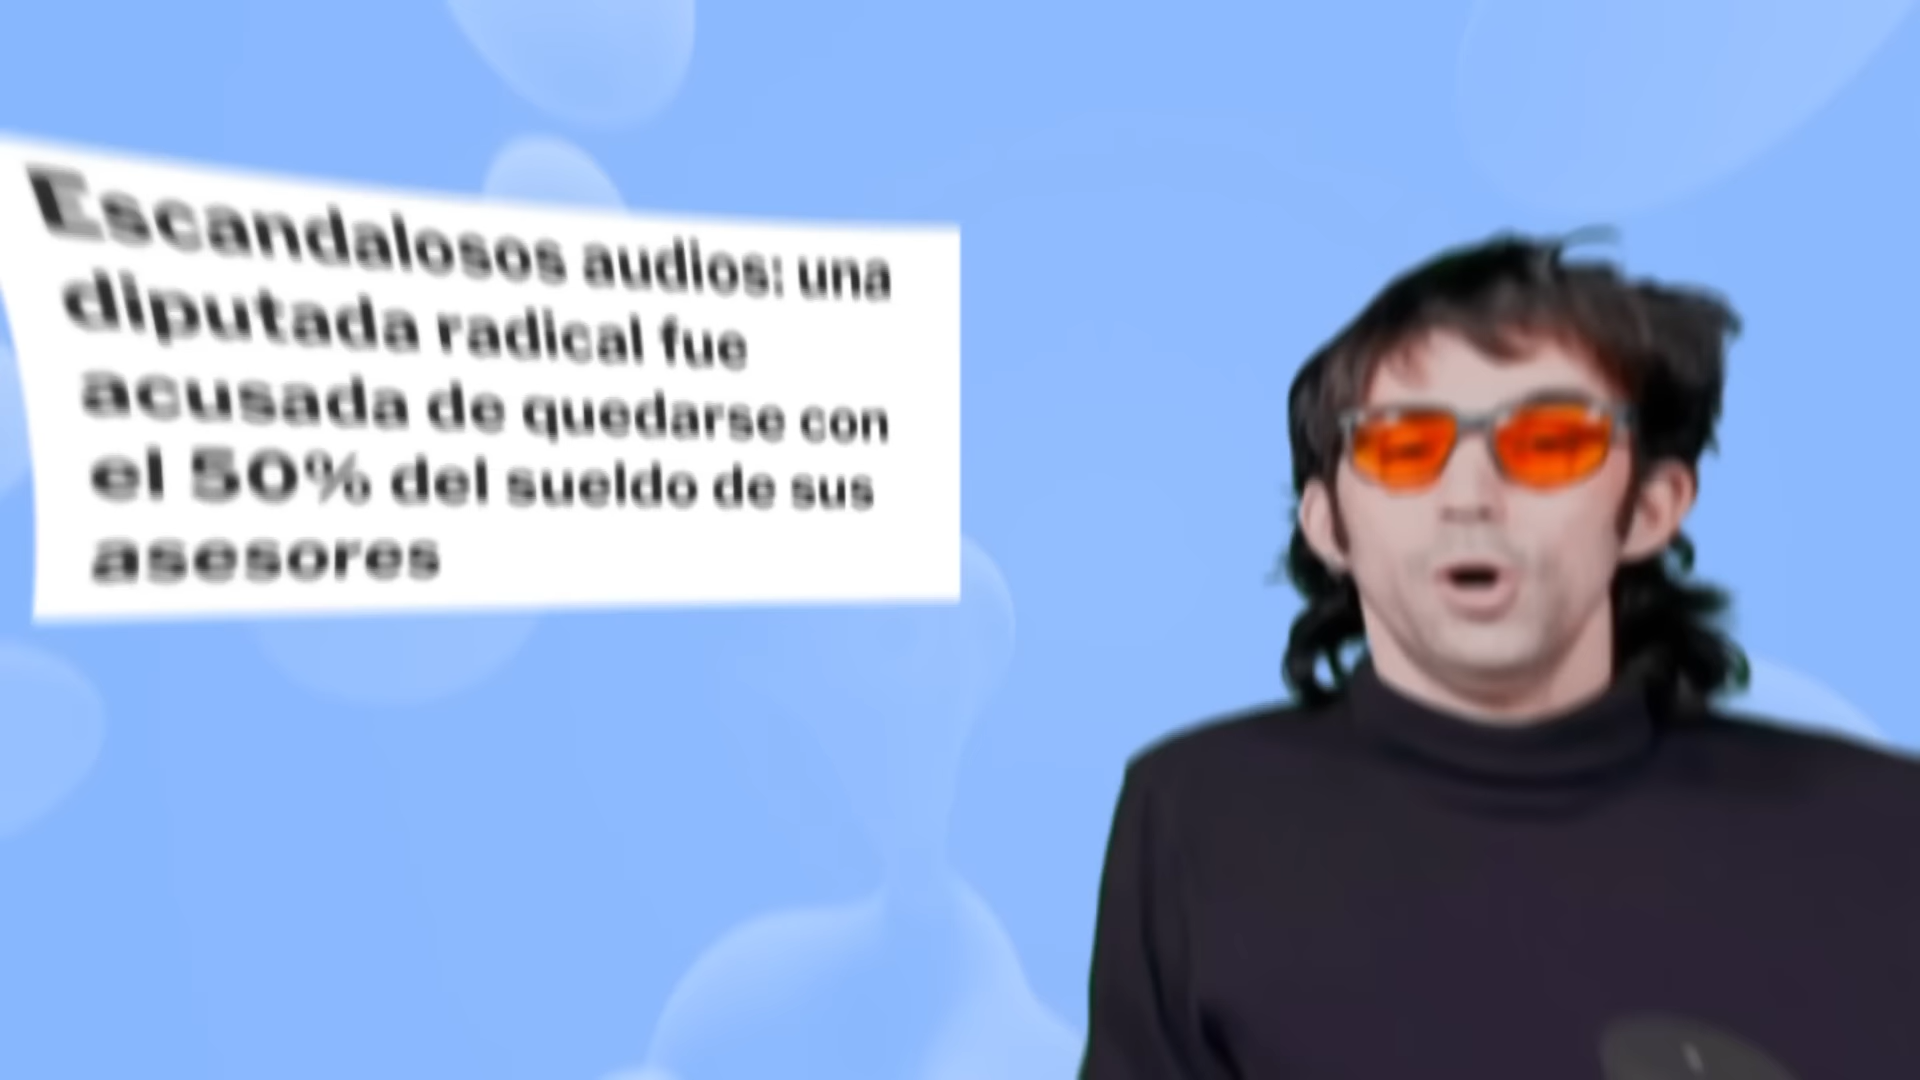 Escandalosos audios: una
diputada radical fue
acusada de quedarse con
el 50% del sueldo de sus
asesores